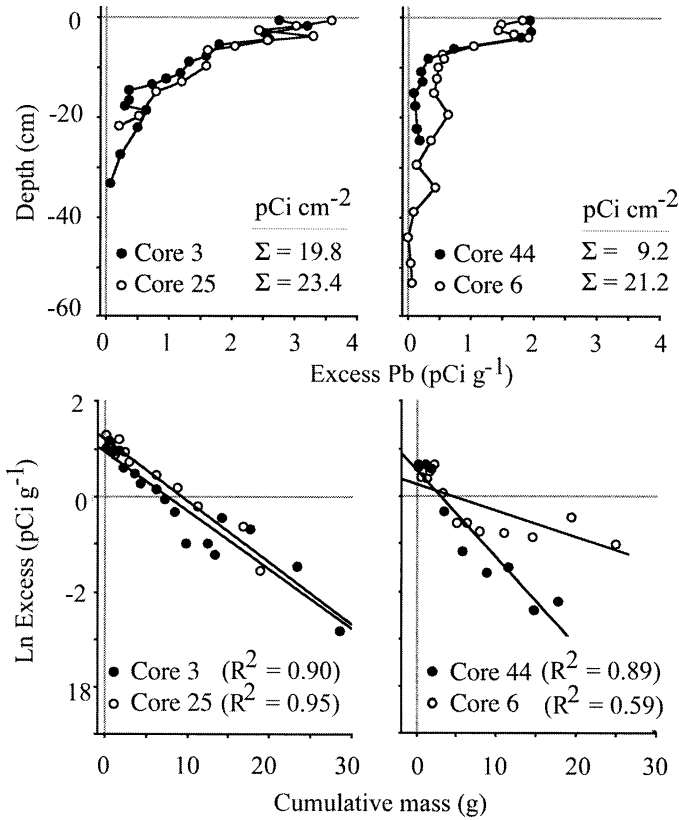 0
-20
-40
-60
Depth (cm)
pCi cm-2
Core 3 Σ = 19.8
Core 25 Σ = 23.4
0 1 2 3 4
pCi cm-2
Core 44 Σ = 9.2
Core 6 Σ = 21.2
0 1 2 3 4
Excess Pb (pCi g-1)
2
0
-2
18
Ln Excess (pCi g-1)
Core 3 (R2 = 0.90)
Core 25 (R2 = 0.95)
0 10 20 30
Core 44 (R2 = 0.89)
Core 6 (R2 = 0.59)
0 10 20 30
Cumulative mass (g)